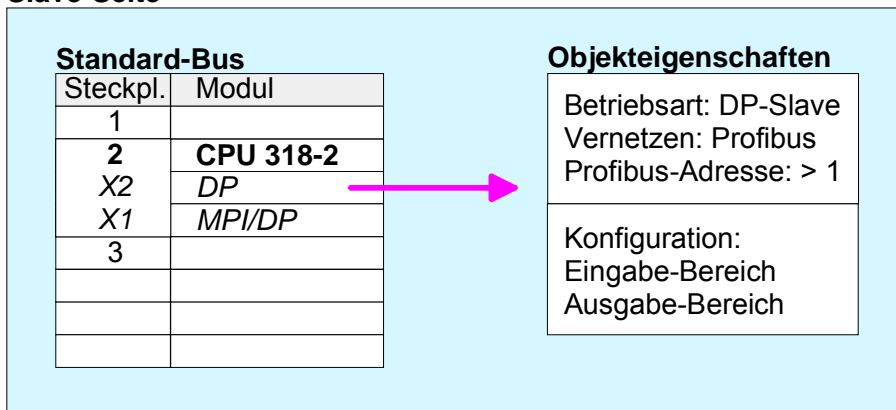 Standard-Bus
Steckpl. Modul
1
2 CPU 318-2
X2 DP
X1 MPI/DP
3
Objekteigenschaften
Betriebsart: DP-Slave
Vernetzen: Profibus
Profibus-Adresse: > 1
Konfiguration:
Eingabe-Bereich
Ausgabe-Bereich